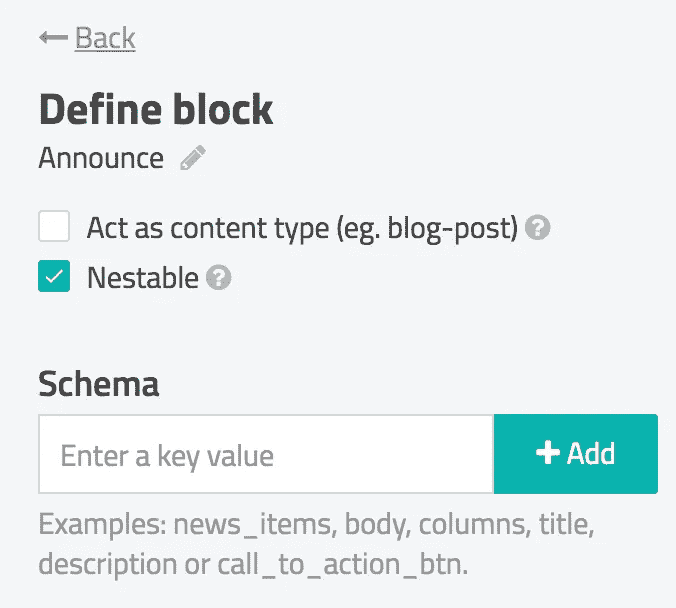 Back
Define block
Announce
Act as content type (eg. blog-post) ?
Nestable ?
Schema
Enter a key value
+ Add
Examples: news_items, body, columns, title,
description or call_to_action_btn.